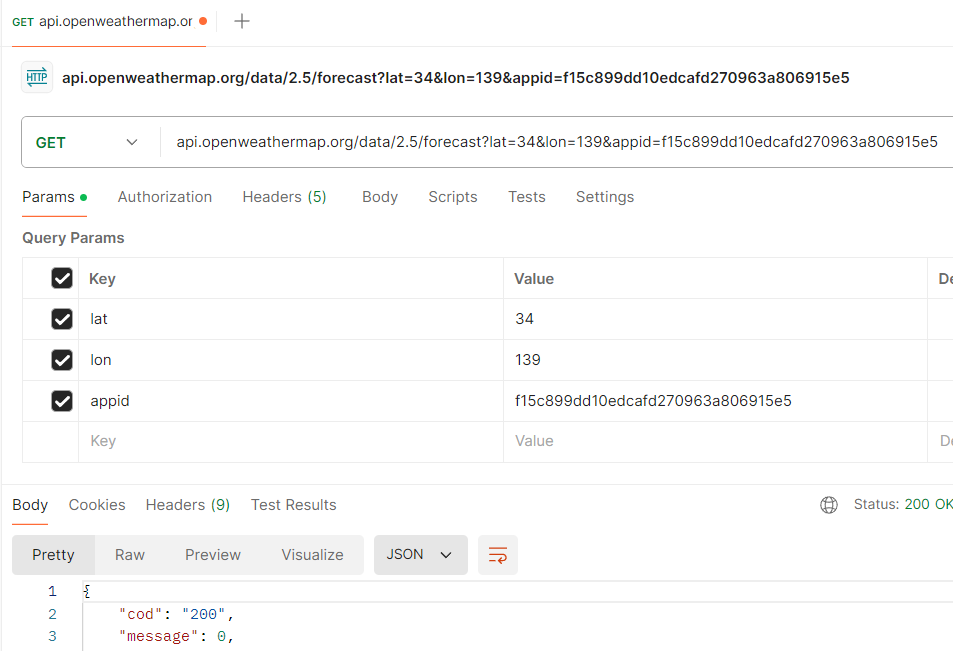 GET api.openweathermap.or
HTTP api.openweathermap.org/data/2.5/forecast?lat=34&lon=139&appid=f15c899dd10edcafd270963a806915e5
GET api.openweathermap.org/data/2.5/forecast?lat=34&lon=139&appid=f15c899dd10edcafd270963a806915e5
Params Authorization Headers (5) Body Scripts Tests Settings
Query Params
Key Value De
lat 34
lon 139
appid f15c899dd10edcafd270963a806915e5
Key Value De
Body Cookies Headers (9) Test Results Status: 200 OK
Pretty Raw Preview Visualize JSON
1 {
2 "cod": "200",
3 "message": 0,